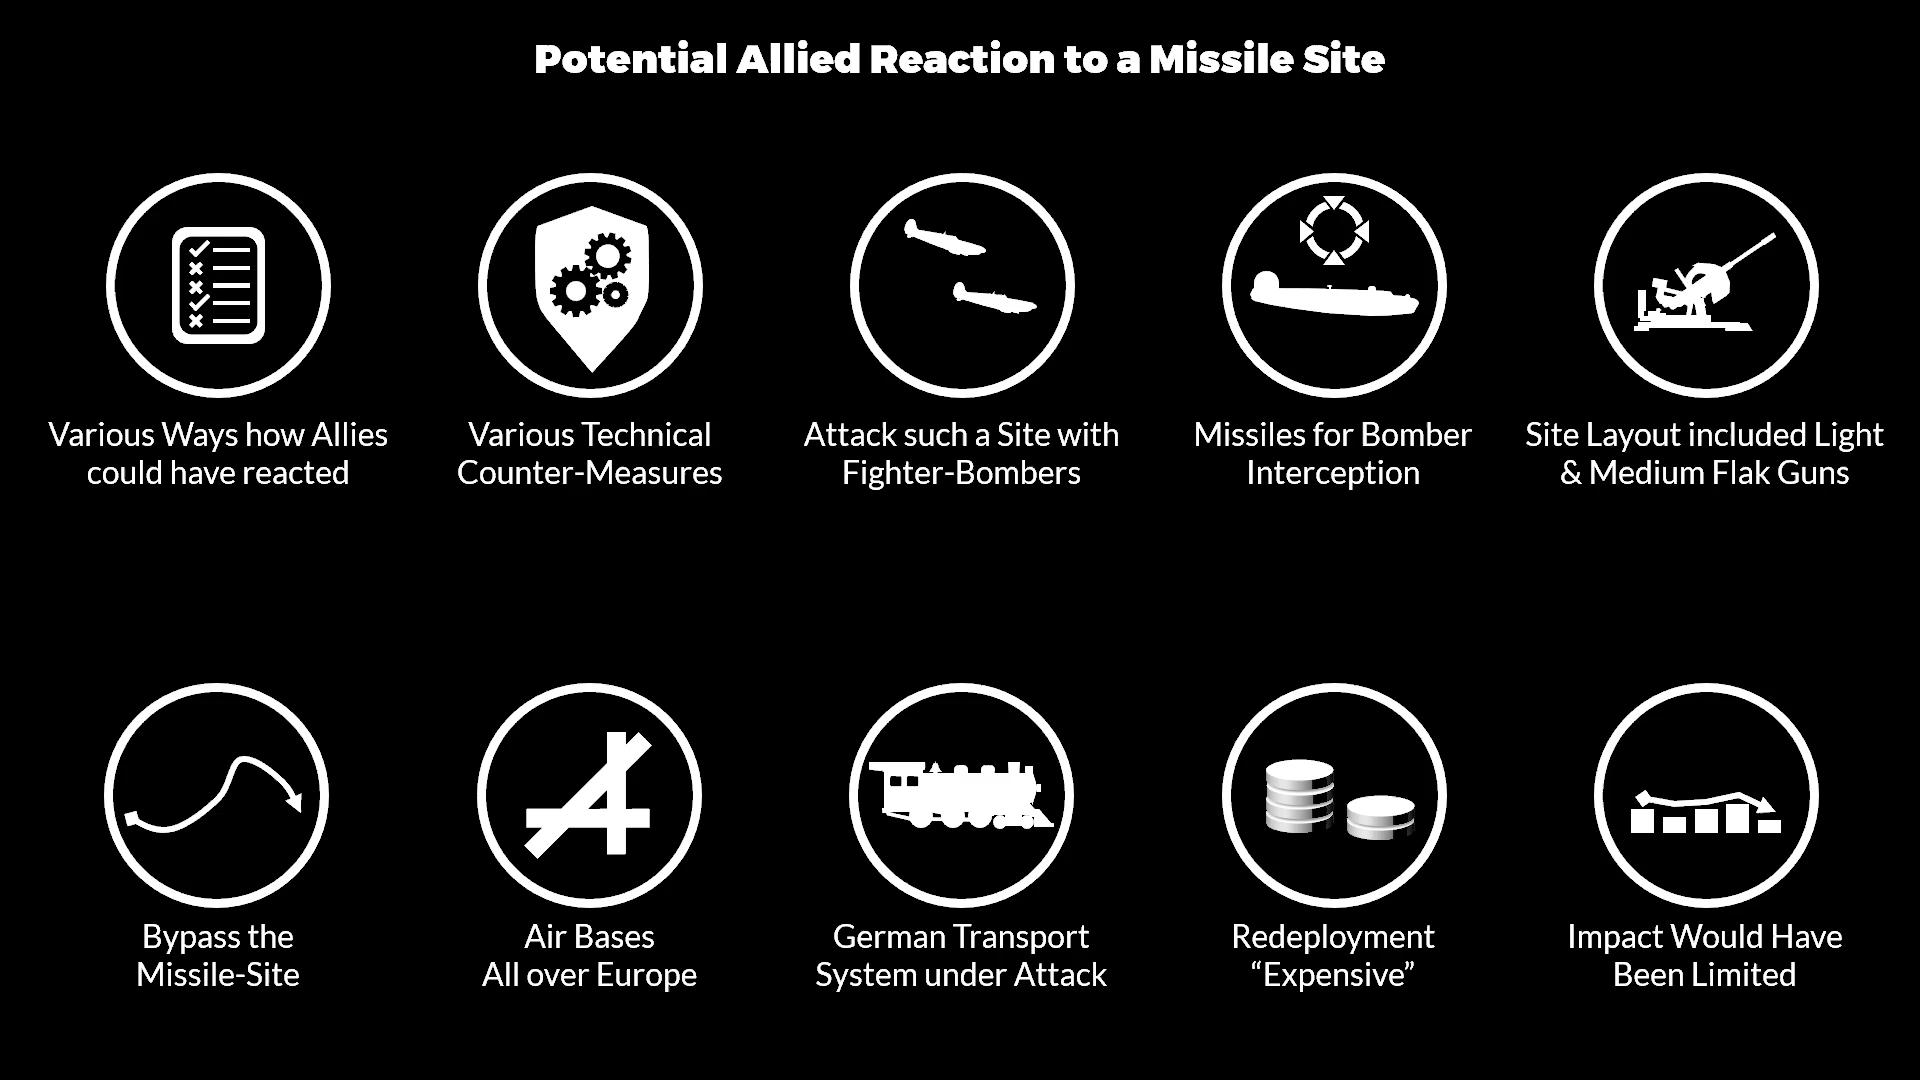 Potential Allied Reaction to a Missile Site
Various Ways how Allies
could have reacted
Various Technical
Counter-Measures
Attack such a Site with
Fighter-Bombers
Missiles for Bomber
Interception
Site Layout included Light
& Medium Flak Guns
Bypass the
Missile-Site
Air Bases
All over Europe
German Transport
System under Attack
Redeployment
“Expensive”
Impact Would Have
Been Limited